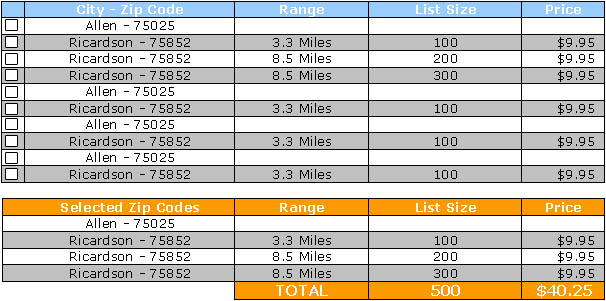 City - Zip Code Range List Size Price
Allen - 75025
Ricardson - 75852 3.3 Miles 100 $9.95
Ricardson - 75852 8.5 Miles 200 $9.95
Ricardson - 75852 8.5 Miles 300 $9.95
Allen - 75025
Ricardson - 75852 3.3 Miles 100 $9.95
Allen - 75025
Ricardson - 75852 3.3 Miles 100 $9.95
Allen - 75025
Ricardson - 75852 3.3 Miles 100 $9.95
Selected Zip Codes Range List Size Price
Allen - 75025
Ricardson - 75852 3.3 Miles 100 $9.95
Ricardson - 75852 8.5 Miles 200 $9.95
Ricardson - 75852 8.5 Miles 300 $9.95
TOTAL 500 $40.25